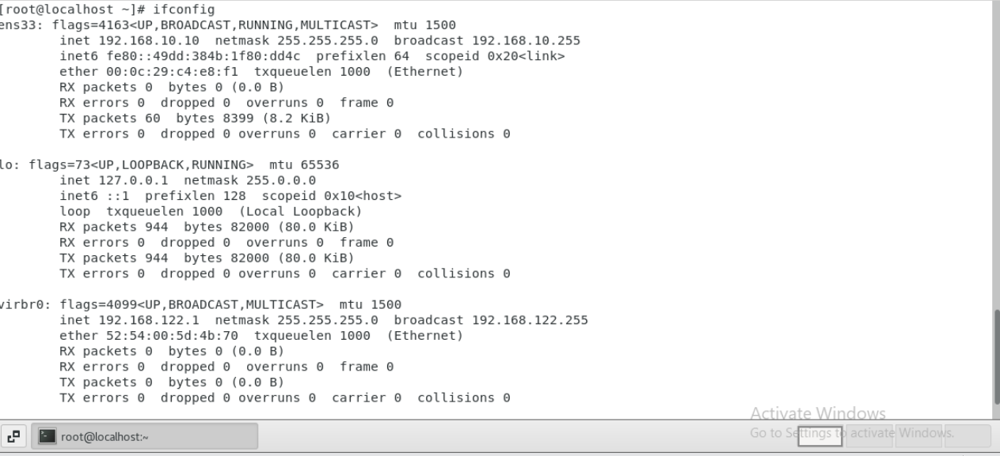 [root@localhost ~]# ifconfig
ens33: flags=4163<UP,BROADCAST,RUNNING,MULTICAST>  mtu 1500
        inet 192.168.10.10  netmask 255.255.255.0  broadcast 192.168.10.255
        inet6 fe80::49dd:384b:1f80:dd4c  prefixlen 64  scopeid 0x20<link>
        ether 00:0c:29:c4:e8:f1  txqueuelen 1000  (Ethernet)
        RX packets 0  bytes 0 (0.0 B)
        RX errors 0  dropped 0  overruns 0  frame 0
        TX packets 60  bytes 8399 (8.2 KiB)
        TX errors 0  dropped 0 overruns 0  carrier 0  collisions 0

lo: flags=73<UP,LOOPBACK,RUNNING>  mtu 65536
        inet 127.0.0.1  netmask 255.0.0.0
        inet6 ::1  prefixlen 128  scopeid 0x10<host>
        loop  txqueuelen 1000  (Local Loopback)
        RX packets 944  bytes 82000 (80.0 KiB)
        RX errors 0  dropped 0  overruns 0  frame 0
        TX packets 944  bytes 82000 (80.0 KiB)
        TX errors 0  dropped 0 overruns 0  carrier 0  collisions 0

virbr0: flags=4099<UP,BROADCAST,MULTICAST>  mtu 1500
        inet 192.168.122.1  netmask 255.255.255.0  broadcast 192.168.122.255
        ether 52:54:00:5d:4b:70  txqueuelen 1000  (Ethernet)
        RX packets 0  bytes 0 (0.0 B)
        RX errors 0  dropped 0  overruns 0  frame 0
        TX packets 0  bytes 0 (0.0 B)
        TX errors 0  dropped 0 overruns 0  carrier 0  collisions 0
Activate Windows
Go to Settings to activate Windows.
root@localhost:~